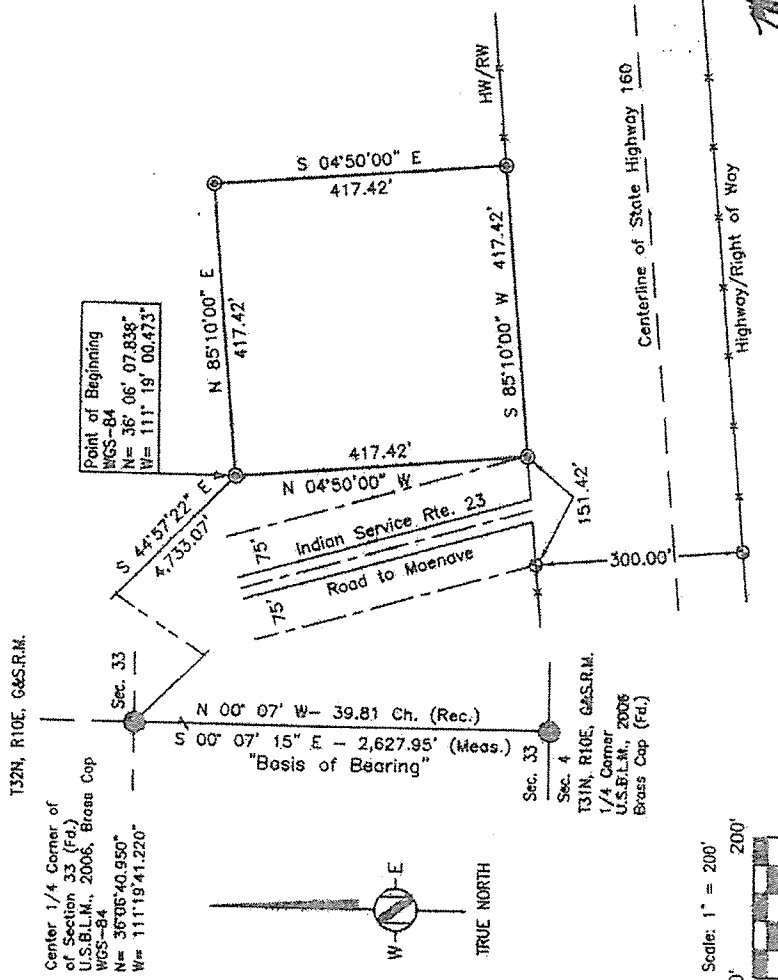 T32N, R10E, G&S.R.M.
Center 1/4 Corner of
of Section 33 (Fd.)
U.S.B.L.M., 2006, Brass Cap
WGS-84
N= 36°06'40.950"
W= 111°19'41.220"
Sec. 33
S 44°57'22" E
4,733.07'
Point of Beginning
WGS-84
N= 36° 06' 07.838"
W= 111° 19' 00.473"
N 85°10'00" E
417.42'
S 04°50'00" E
417.42'
417.42'
N 04°50'00" W
S 85°10'00" W 417.42'
HW/RW
75'
Indian Service Rte. 23
Road to Moenave
75'
151.42'
300.00'
Centerline of State Highway 160
Highway/Right of Way
N 00° 07' W- 39.81 Ch. (Rec.)
S 00° 07' 15" E - 2,627.95' (Meas.)
"Basis of Bearing"
Sec. 33
Sec. 4
T31N, R10E, G&S.R.M.
1/4 Corner
U.S.B.L.M., 2006
Brass Cap (Fd.)
W E
TRUE NORTH
Scale: 1" = 200'
0' 200'